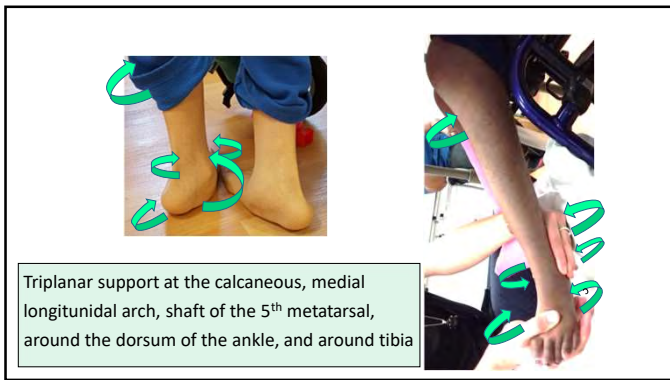 Triplanar support at the calcaneous, medial
longitunidal arch, shaft of the 5th metatarsal,
around the dorsum of the ankle, and around tibia